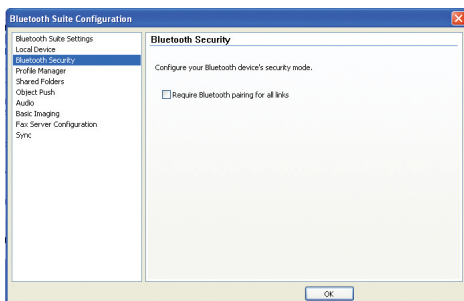 Bluetooth Suite Configuration
Bluetooth Suite Settings
Local Device
Bluetooth Security
Profile Manager
Shared Folders
Object Push
Audio
Basic Imaging
Fax Server Configuration
Sync
Bluetooth Security
Configure your Bluetooth device's security mode.
Require Bluetooth pairing for all links
OK